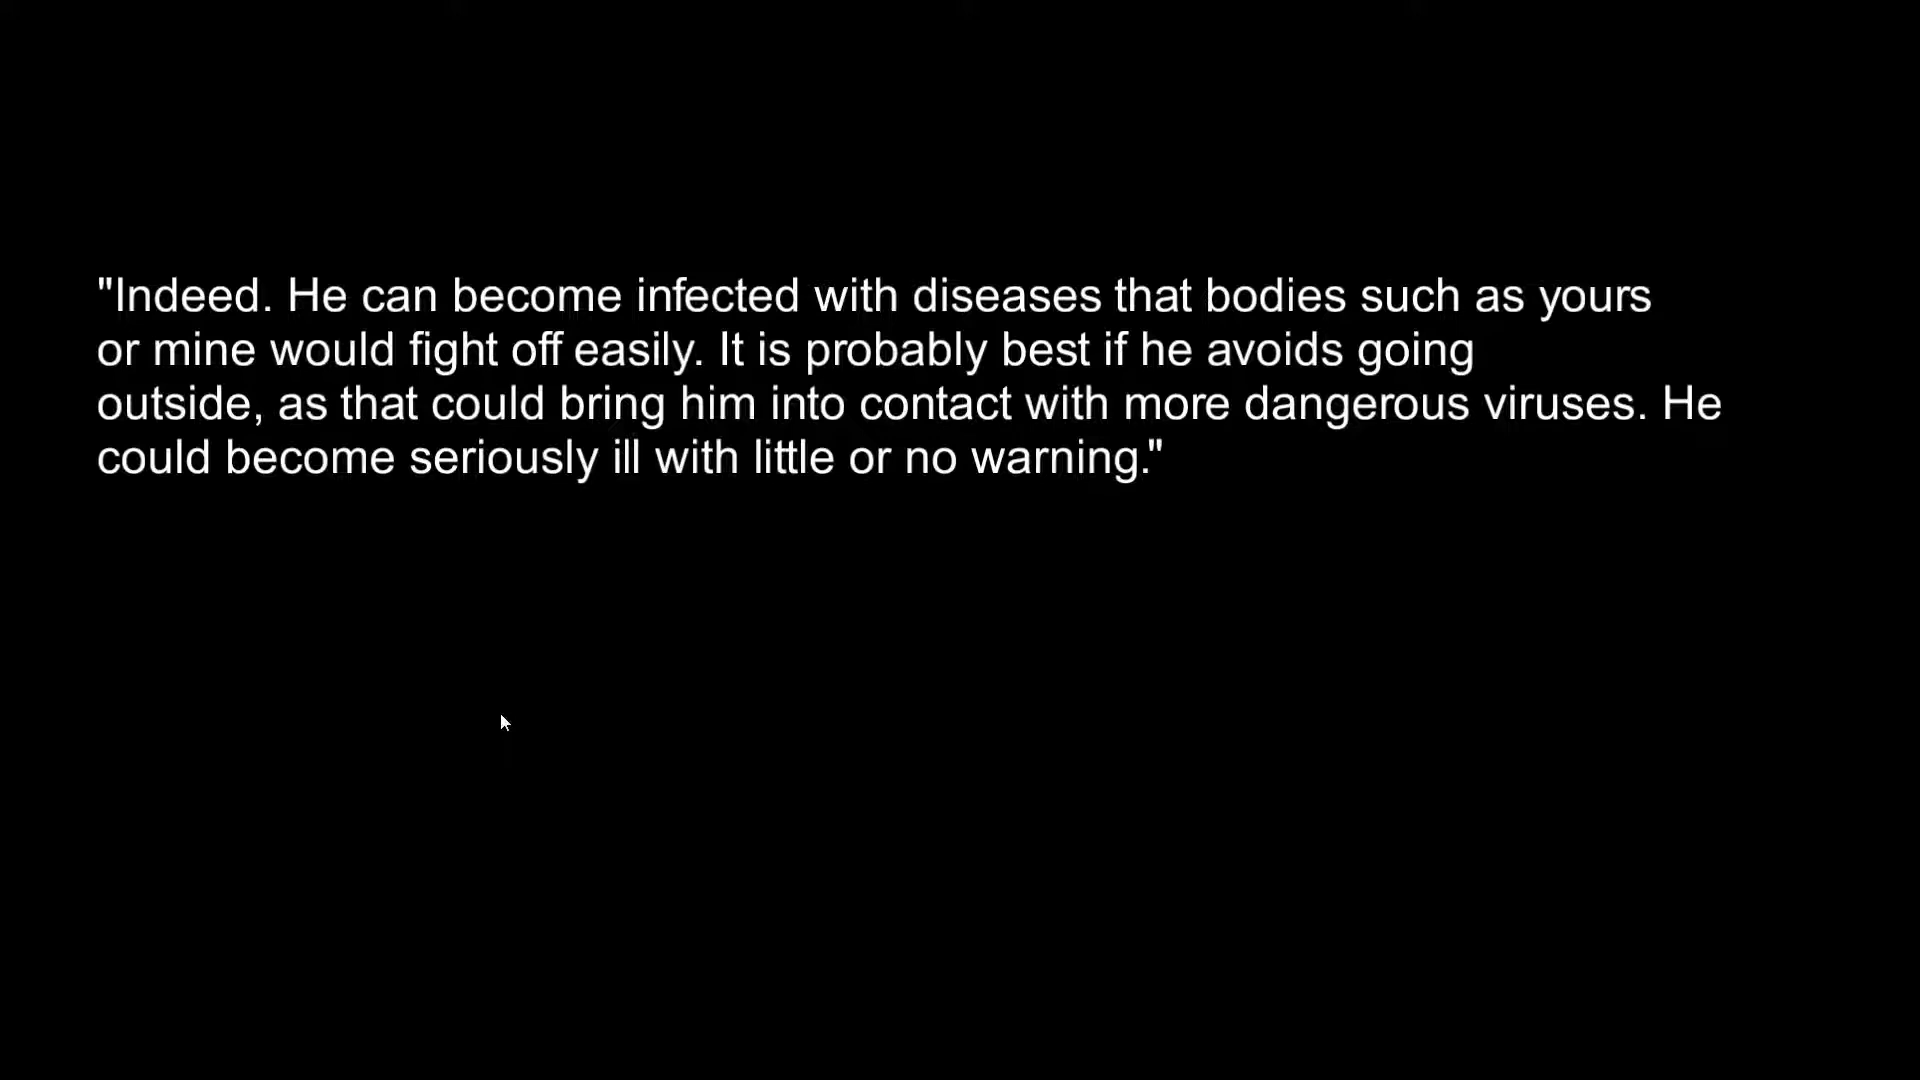 "Indeed. He can become infected with diseases that bodies such as yours
or mine would fight off easily. It is probably best if he avoids going
outside, as that could bring him into contact with more dangerous viruses. He
could become seriously ill with little or no warning."